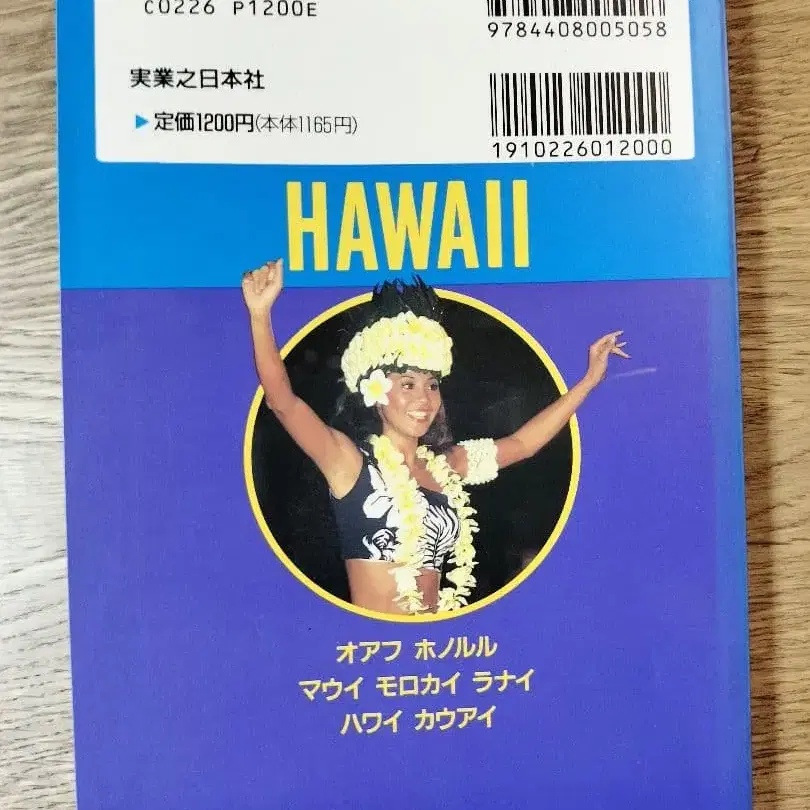 C0226 P1200E
9784408005058
実業之日本社
▶定価1200円(本体1165円)
1910226012000
HAWAII
オアフ ホノルル
マウイ モロカイ ラナイ
ハワイ カウアイ